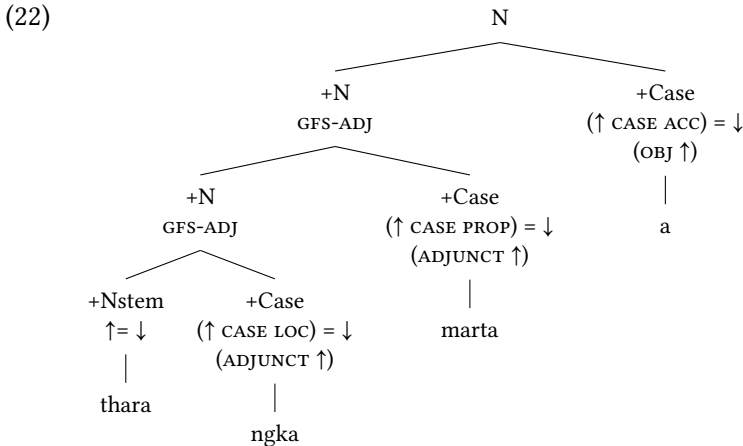 (22)
N
+N +Case
GFS-ADJ (↑ CASE ACC) = ↓
(OBJ ↑)
+N +Case a
GFS-ADJ (↑ CASE PROP) = ↓
(ADJUNCT ↑)
+Nstem +Case marta
↑= ↓ (↑ CASE LOC) = ↓
(ADJUNCT ↑)
thara
ngka